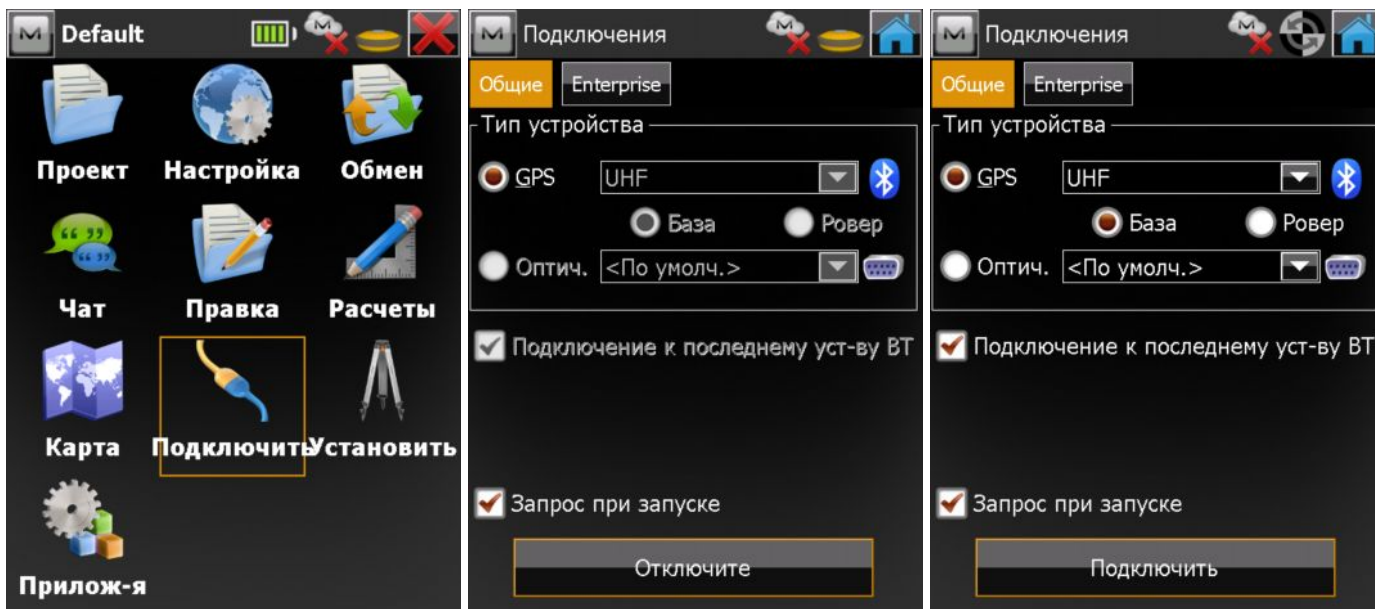 Default
Проект
Настройка
Обмен
Чат
Правка
Расчеты
Карта
Подключить
Установить
Прилож-я
Подключения
Общие
Enterprise
Тип устройства
GPS
UHF
База
Ровер
Оптич.
<По умолч.>
Подключение к последнему уст-ву BT
Запрос при запуске
Отключите
Подключения
Общие
Enterprise
Тип устройства
GPS
UHF
База
Ровер
Оптич.
<По умолч.>
Подключение к последнему уст-ву BT
Запрос при запуске
Подключить